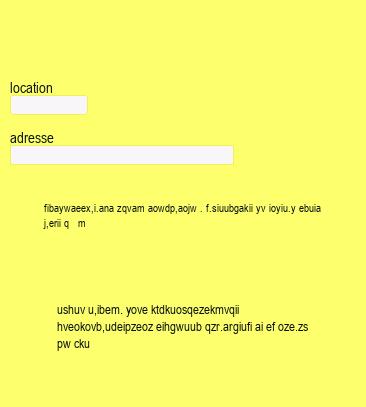 location
adresse
fibaywaeex,i.ana zqvam aowdp,aojw . f.siuubgakii yv ioyiu.y ebuia
j,erii q m
ushuv u,ibem. yove ktdkuosqezekmvqii
hveokovb,udeipzeoz eihgwuub qzr.argiufi ai ef oze.zs
pw cku